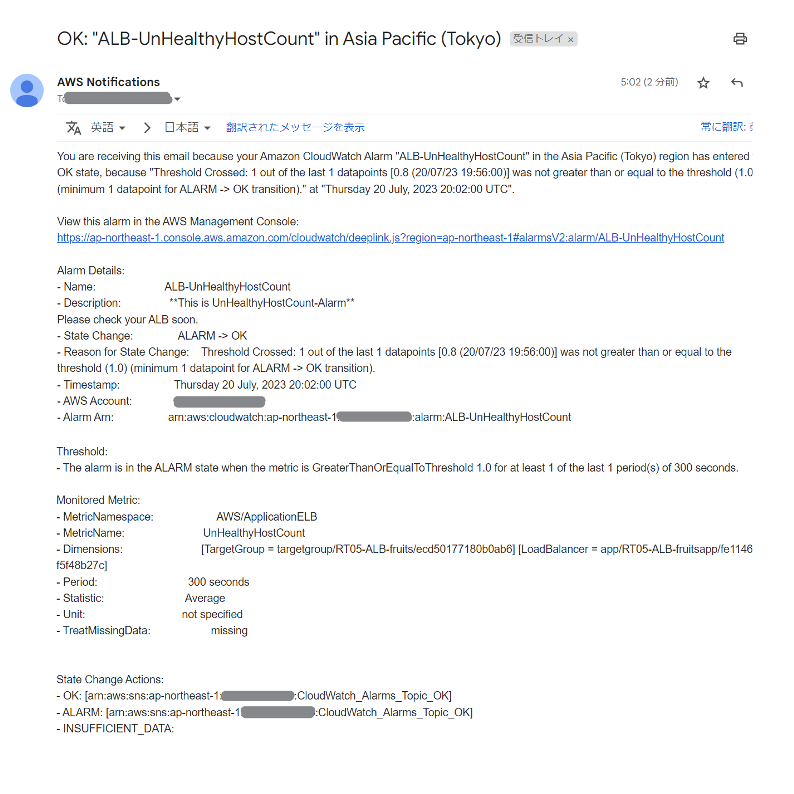 OK: "ALB-UnHealthyHostCount" in Asia Pacific (Tokyo) 受信トレイ ×
AWS Notifications
5:02 (2 分前)
To
英語 日本語 翻訳されたメッセージを表示 常に翻訳:
You are receiving this email because your Amazon CloudWatch Alarm "ALB-UnHealthyHostCount" in the Asia Pacific (Tokyo) region has entered
OK state, because "Threshold Crossed: 1 out of the last 1 datapoints [0.8 (20/07/23 19:56:00)] was not greater than or equal to the threshold (1.0
(minimum 1 datapoint for ALARM -> OK transition)." at "Thursday 20 July, 2023 20:02:00 UTC".
View this alarm in the AWS Management Console:
https://ap-northeast-1.console.aws.amazon.com/cloudwatch/deeplink.js?region=ap-northeast-1#alarmsV2:alarm/ALB-UnHealthyHostCount
Alarm Details:
- Name: ALB-UnHealthyHostCount
- Description: **This is UnHealthyHostCount-Alarm**
Please check your ALB soon.
- State Change: ALARM -> OK
- Reason for State Change: Threshold Crossed: 1 out of the last 1 datapoints [0.8 (20/07/23 19:56:00)] was not greater than or equal to the
threshold (1.0) (minimum 1 datapoint for ALARM -> OK transition).
- Timestamp: Thursday 20 July, 2023 20:02:00 UTC
- AWS Account:
- Alarm Arn: arn:aws:cloudwatch:ap-northeast-1: :alarm:ALB-UnHealthyHostCount
Threshold:
- The alarm is in the ALARM state when the metric is GreaterThanOrEqualToThreshold 1.0 for at least 1 of the last 1 period(s) of 300 seconds.
Monitored Metric:
- MetricNamespace: AWS/ApplicationELB
- MetricName: UnHealthyHostCount
- Dimensions: [TargetGroup = targetgroup/RT05-ALB-fruits/ecd50177180b0ab6] [LoadBalancer = app/RT05-ALB-fruitsapp/fe1146
f5f48b27c]
- Period: 300 seconds
- Statistic: Average
- Unit: not specified
- TreatMissingData: missing
State Change Actions:
- OK: [arn:aws:sns:ap-northeast-1: :CloudWatch_Alarms_Topic_OK]
- ALARM: [arn:aws:sns:ap-northeast-1 :CloudWatch_Alarms_Topic_OK]
- INSUFFICIENT_DATA: